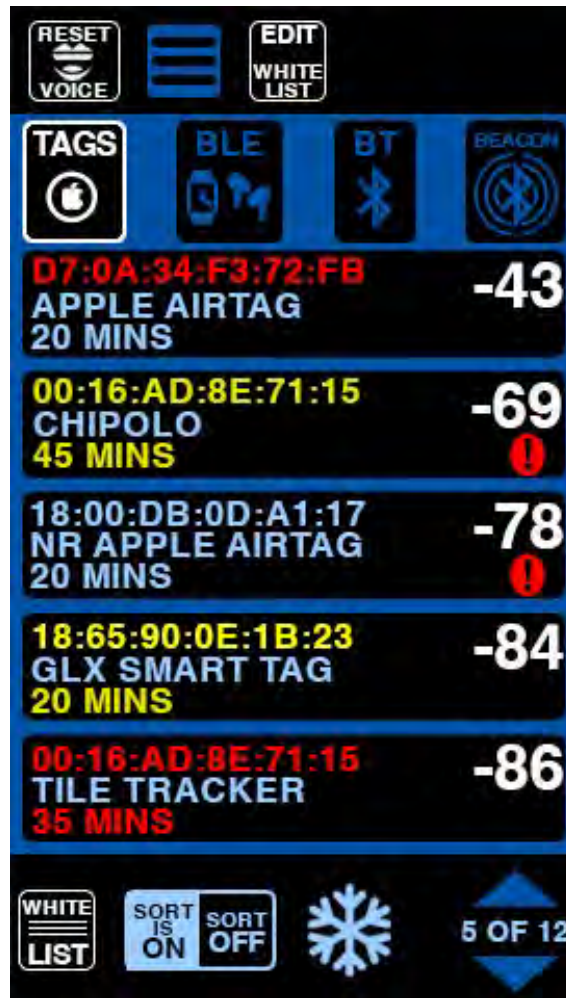 RESET
VOICE
EDIT
WHITE
LIST
TAGS
BLE
BT
BEACON
D7:0A:34:F3:72:FB
APPLE AIRTAG
20 MINS
-43
00:16:AD:8E:71:15
CHIPOLO
45 MINS
-69
!
18:00:DB:0D:A1:17
NR APPLE AIRTAG
20 MINS
-78
!
18:65:90:0E:1B:23
GLX SMART TAG
20 MINS
-84
00:16:AD:8E:71:15
TILE TRACKER
35 MINS
-86
WHITE
LIST
SORT
IS
ON
SORT
OFF
5 OF 12